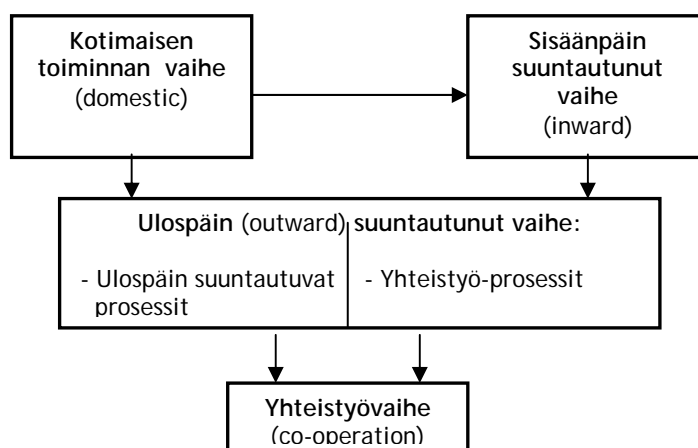 Kotimaisen
toiminnan vaihe
(domestic)
Sisäänpäin
suuntautunut
vaihe
(inward)
Ulospäin (outward) suuntautunut vaihe:
- Ulospäin suuntautuvat
prosessit
- Yhteistyö-prosessit
Yhteistyövaihe
(co-operation)